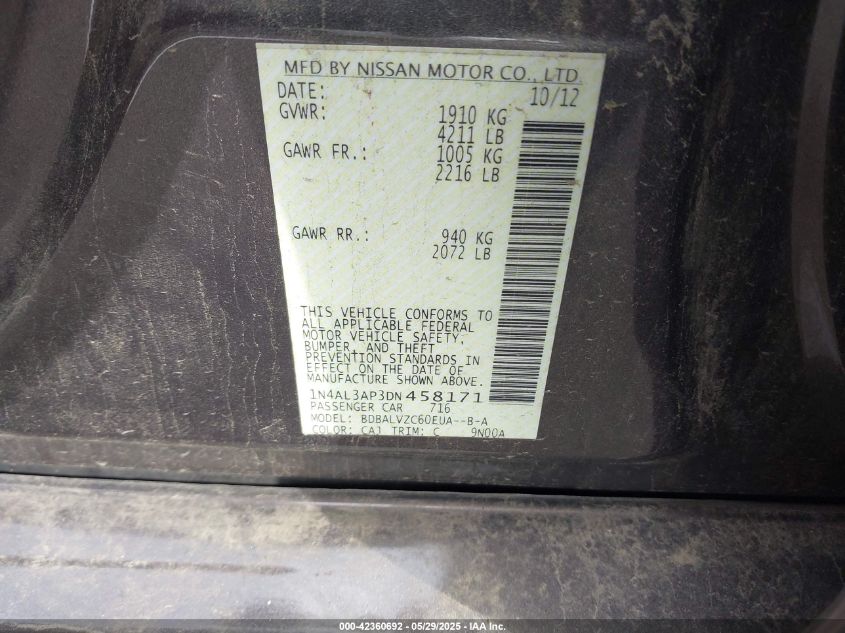 MFD BY NISSAN MOTOR CO., LTD.
DATE: 10/12
GVWR: 1910 KG
4211 LB
GAWR FR.: 1005 KG
2216 LB
GAWR RR.: 940 KG
2072 LB
THIS VEHICLE CONFORMS TO
ALL APPLICABLE FEDERAL
MOTOR VEHICLE SAFETY,
BUMPER, AND THEFT
PREVENTION STANDARDS IN
EFFECT ON THE DATE OF
MANUFACTURE SHOWN ABOVE.
1N4AL3AP3DN458171
PASSENGER CAR 716
MODEL: BDBALVZC60EUA--B-A
COLOR: CAJ TRIM: C 9N00A
000-42360692 - 05/29/2025 - IAA Inc.